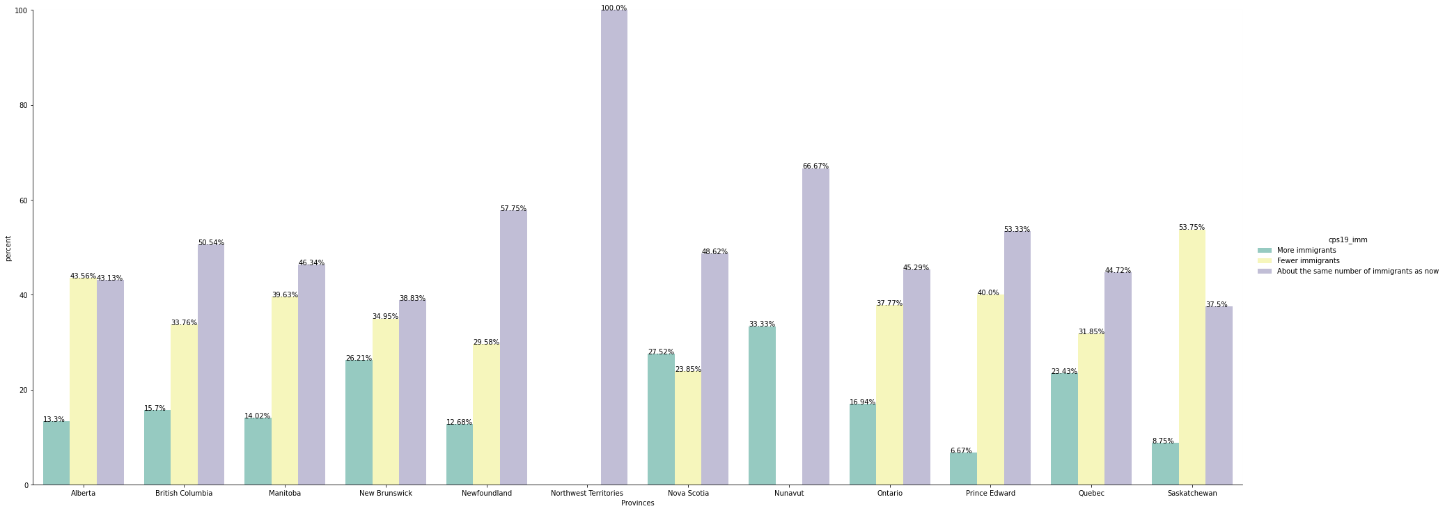 100
80
60
40
20
0
percent
13.3%
43.56%
43.13%
15.7%
33.76%
50.54%
14.02%
39.63%
46.34%
26.21%
34.95%
38.83%
12.68%
29.58%
57.75%
100.0%
27.52%
23.85%
48.62%
33.33%
66.67%
16.94%
37.77%
45.29%
6.67%
40.0%
53.33%
23.43%
31.85%
44.72%
8.75%
53.75%
37.5%
Alberta
British Columbia
Manitoba
New Brunswick
Newfoundland
Northwest Territories
Nova Scotia
Nunavut
Ontario
Prince Edward
Quebec
Saskatchewan
Provinces
cps19_imm
More immigrants
Fewer immigrants
About the same number of immigrants as now